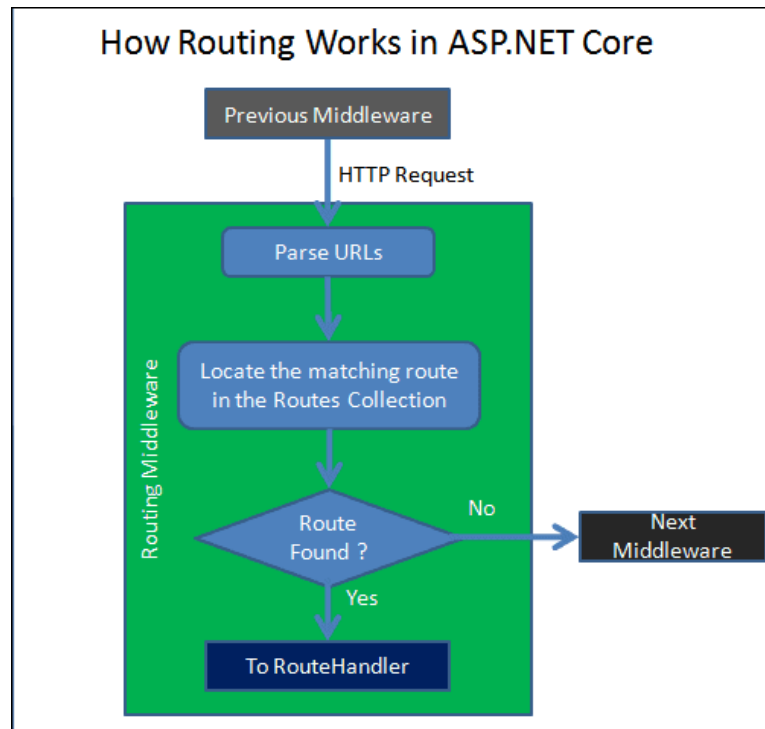 How Routing Works in ASP.NET Core
Previous Middleware
HTTP Request
Parse URLs
Locate the matching route
in the Routes Collection
Routing Middleware
Route
Found ?
No
Next
Middleware
Yes
To RouteHandler